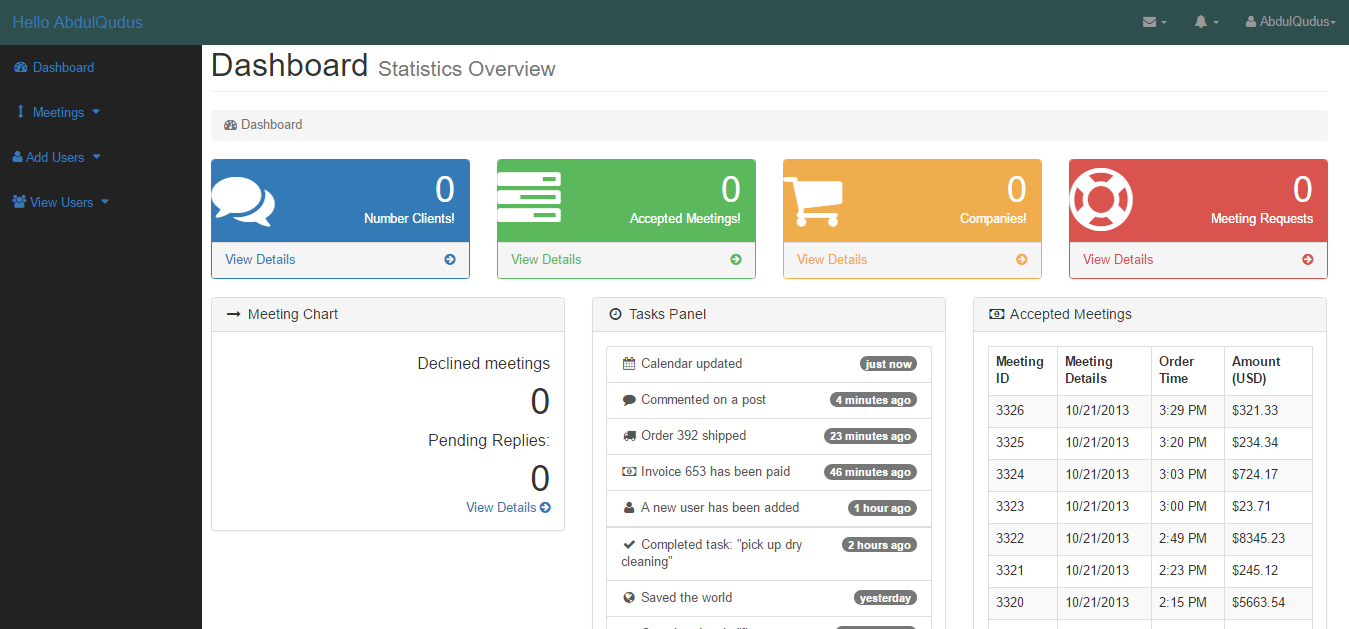 Hello AbdulQudus
AbdulQudus
Dashboard
Meetings
Add Users
View Users
Dashboard Statistics Overview
Dashboard
0
Number Clients!
View Details
0
Accepted Meetings!
View Details
0
Companies!
View Details
0
Meeting Requests
View Details
Meeting Chart
Declined meetings
0
Pending Replies:
0
View Details
Tasks Panel
Calendar updated just now
Commented on a post 4 minutes ago
Order 392 shipped 23 minutes ago
Invoice 653 has been paid 46 minutes ago
A new user has been added 1 hour ago
Completed task: "pick up dry 2 hours ago
cleaning"
Saved the world yesterday
Accepted Meetings
Meeting Meeting Order Amount
ID Details Time (USD)
3326 10/21/2013 3:29 PM $321.33
3325 10/21/2013 3:20 PM $234.34
3324 10/21/2013 3:03 PM $724.17
3323 10/21/2013 3:00 PM $23.71
3322 10/21/2013 2:49 PM $8345.23
3321 10/21/2013 2:23 PM $245.12
3320 10/21/2013 2:15 PM $5663.54